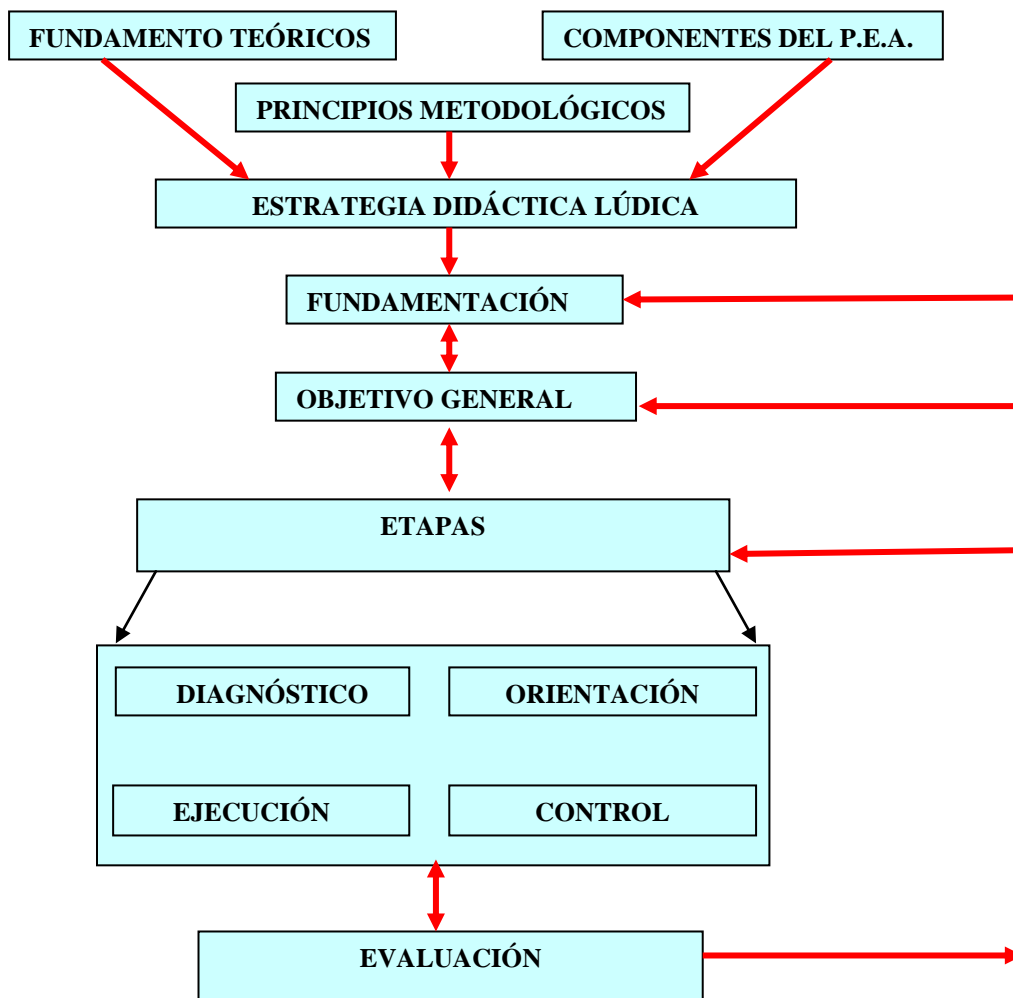 FUNDAMENTO TEÓRICOS
COMPONENTES DEL P.E.A.
PRINCIPIOS METODOLÓGICOS
ESTRATEGIA DIDÁCTICA LÚDICA
FUNDAMENTACIÓN
OBJETIVO GENERAL
ETAPAS
DIAGNÓSTICO
ORIENTACIÓN
EJECUCIÓN
CONTROL
EVALUACIÓN